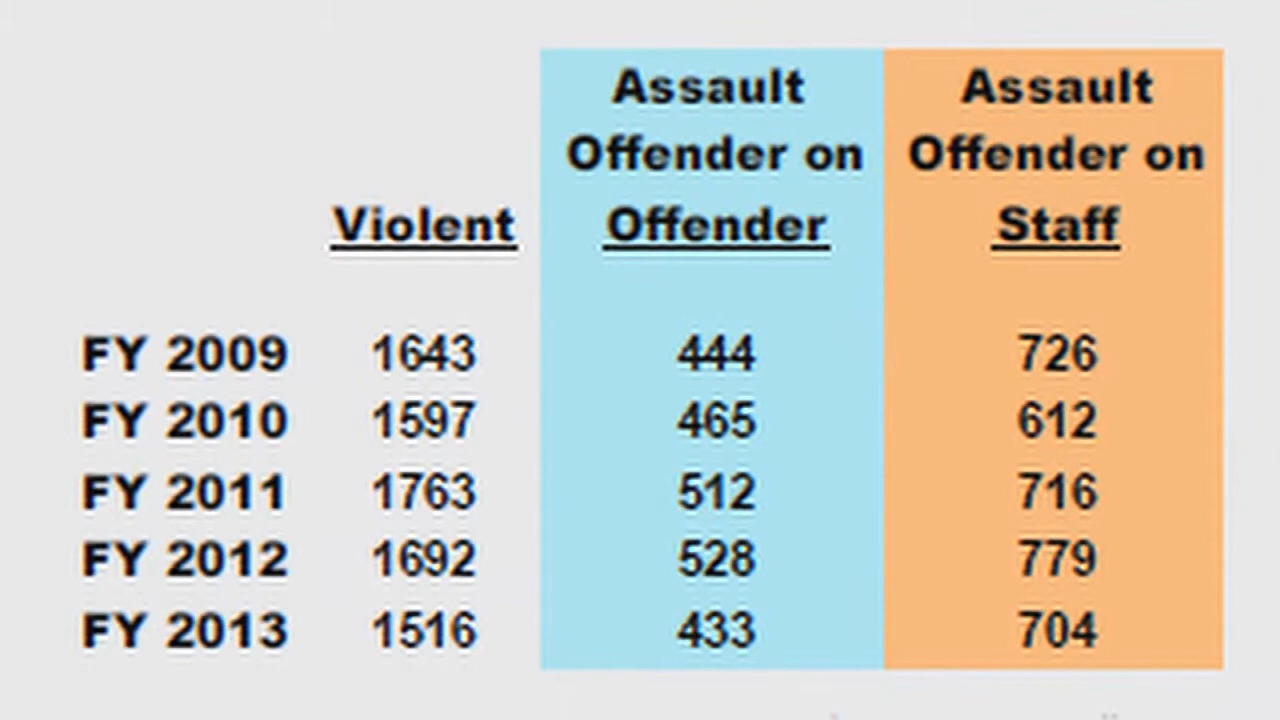 Assault Assault
Offender on Offender on
Violent Offender Staff
FY 2009 1643 444 726
FY 2010 1597 465 612
FY 2011 1763 512 716
FY 2012 1692 528 779
FY 2013 1516 433 704